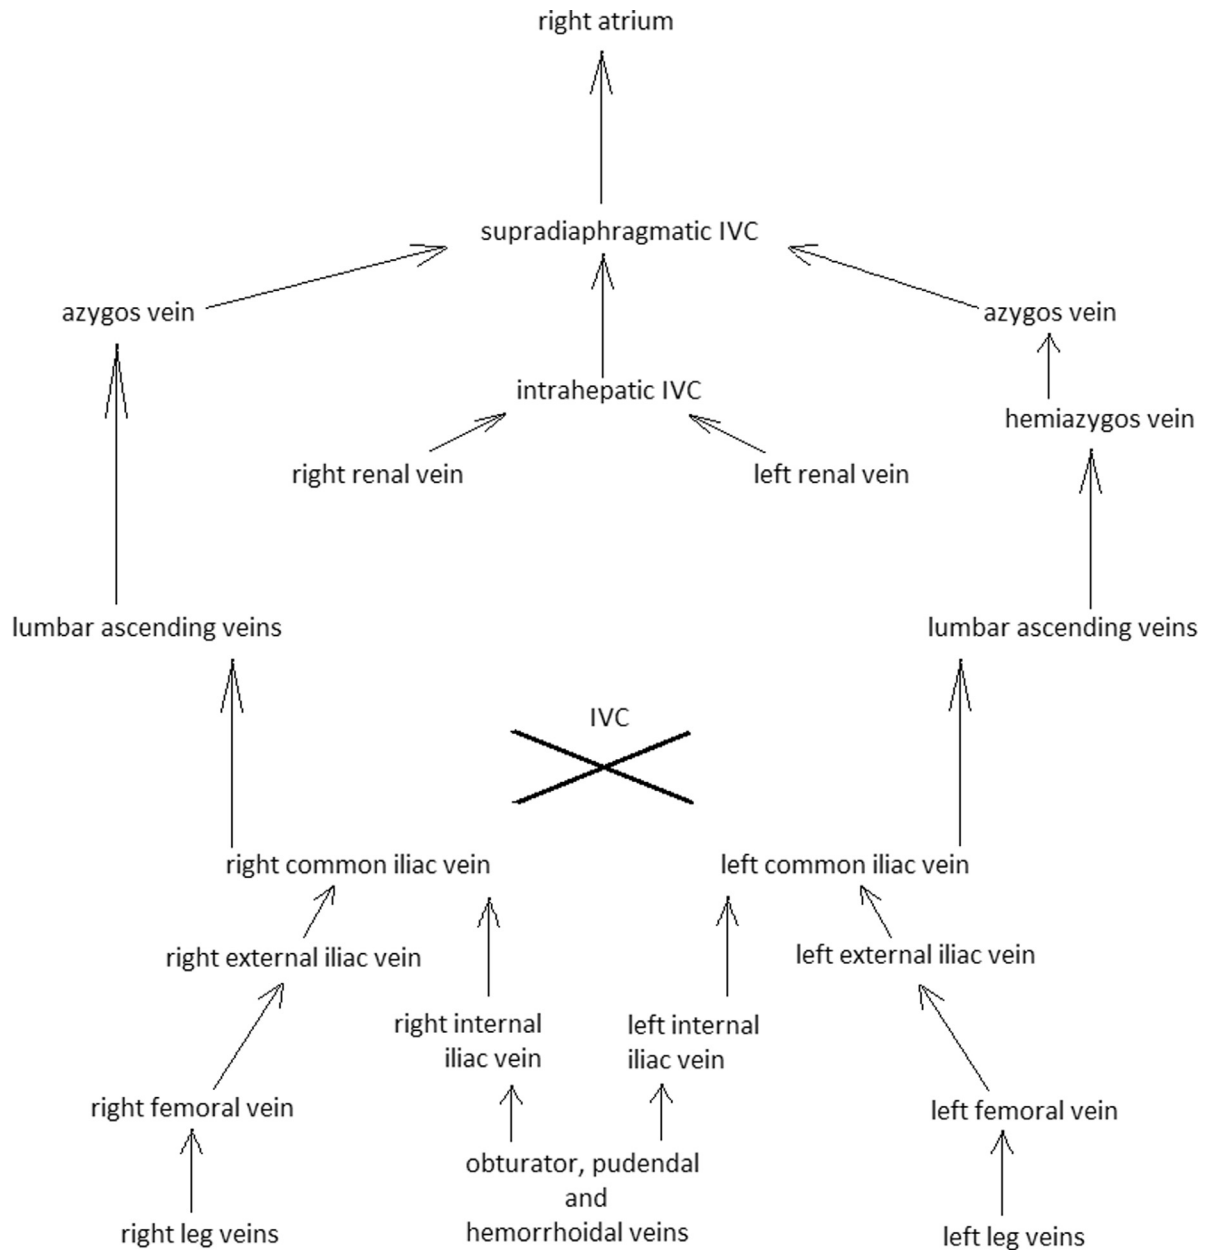 right atrium
supradiaphragmatic IVC
azygos vein
azygos vein
intrahepatic IVC
hemiazygos vein
right renal vein
left renal vein
lumbar ascending veins
lumbar ascending veins
IVC
right common iliac vein
left common iliac vein
right external iliac vein
left external iliac vein
right internal
iliac vein
left internal
iliac vein
right femoral vein
left femoral vein
obturator, pudendal
and
hemorrhoidal veins
right leg veins
left leg veins